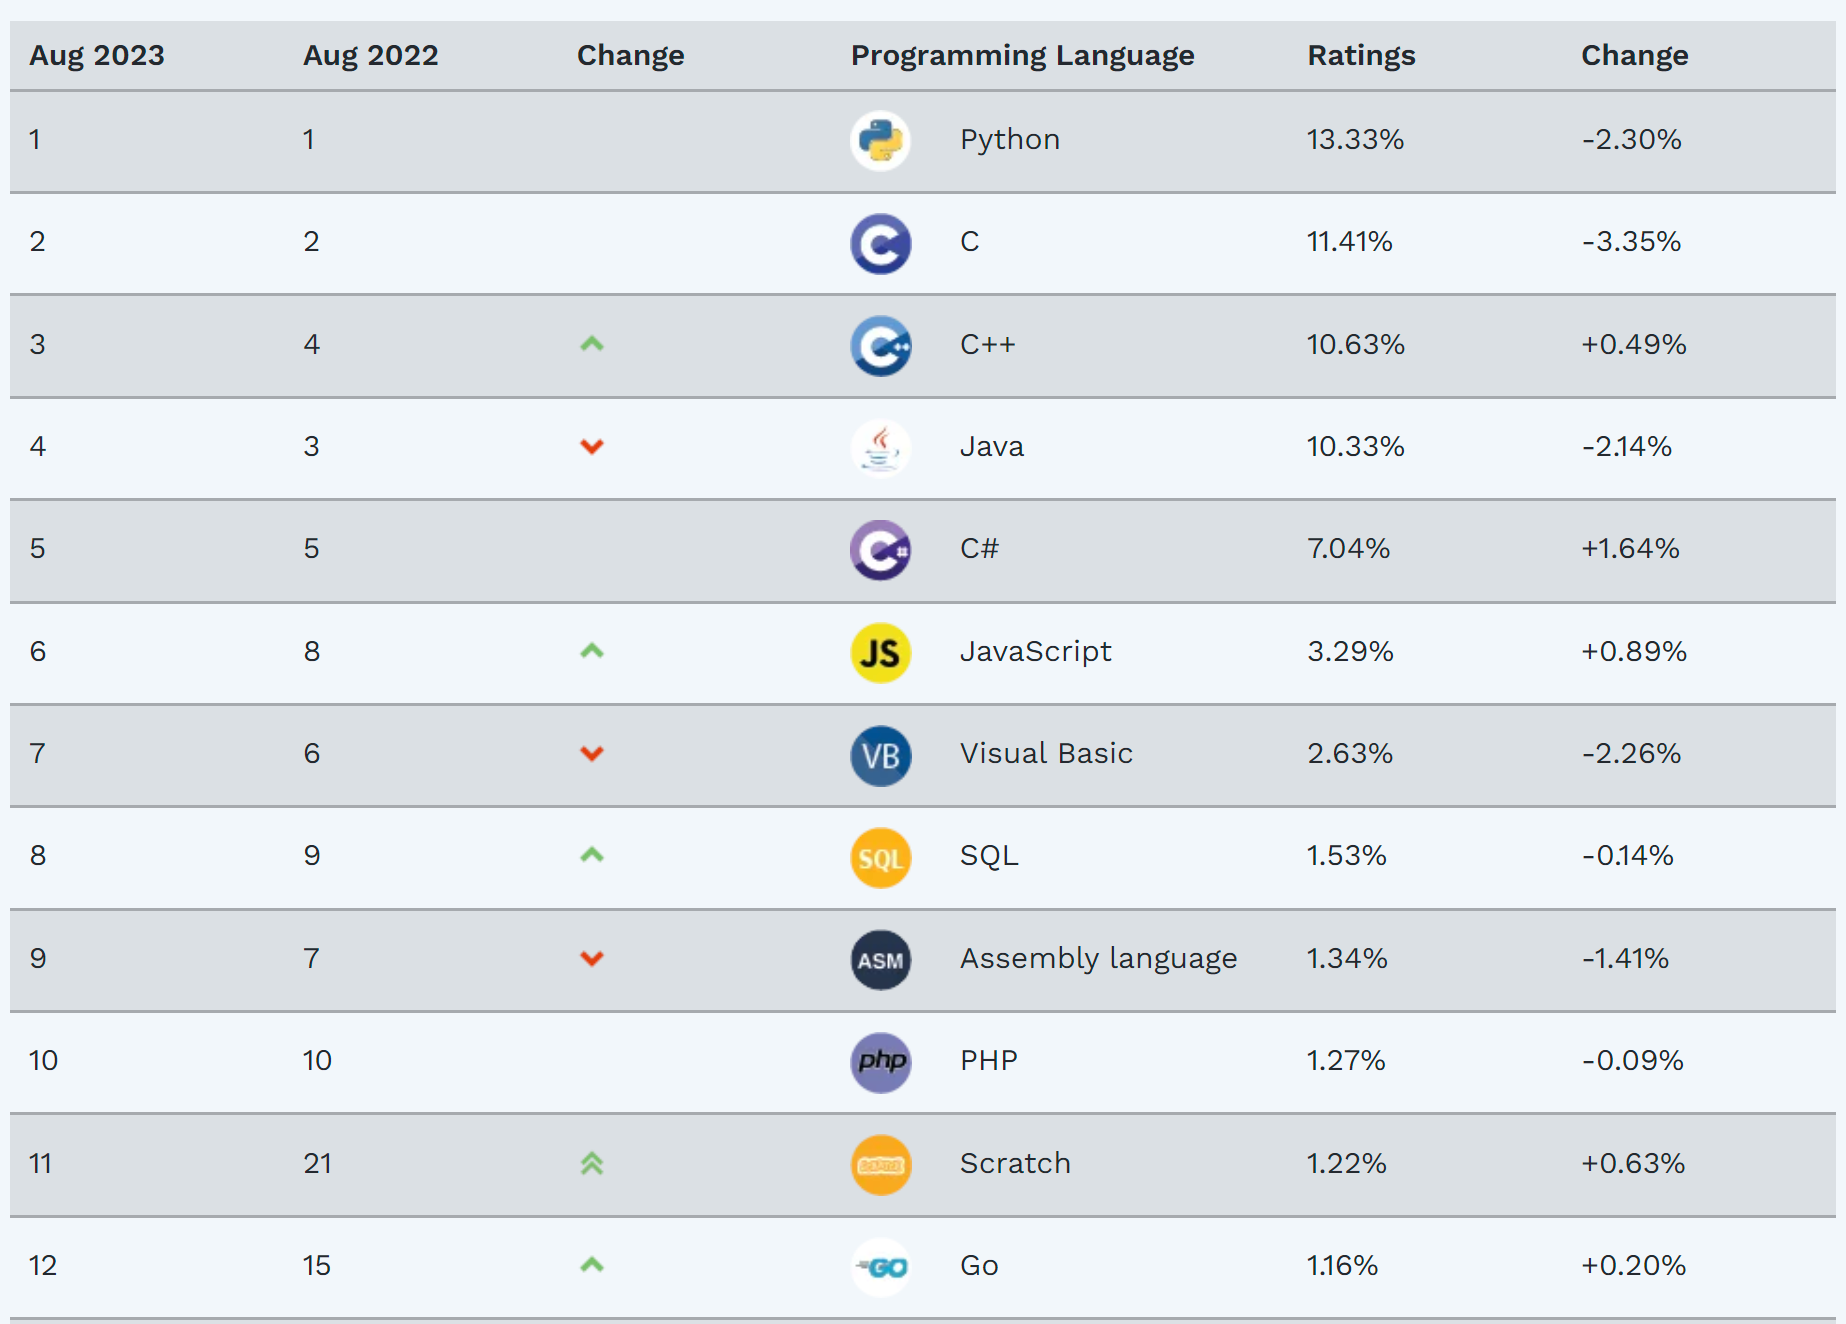 Aug 2023 Aug 2022 Change Programming Language Ratings Change
1 1 Python 13.33% -2.30%
2 2 C C 11.41% -3.35%
3 4 C++ C++ 10.63% +0.49%
4 3 Java 10.33% -2.14%
5 5 C# C# 7.04% +1.64%
6 8 JS JavaScript 3.29% +0.89%
7 6 VB Visual Basic 2.63% -2.26%
8 9 SQL SQL 1.53% -0.14%
9 7 ASM Assembly language 1.34% -1.41%
10 10 php PHP 1.27% -0.09%
11 21 SCRATCH Scratch 1.22% +0.63%
12 15 GO Go 1.16% +0.20%